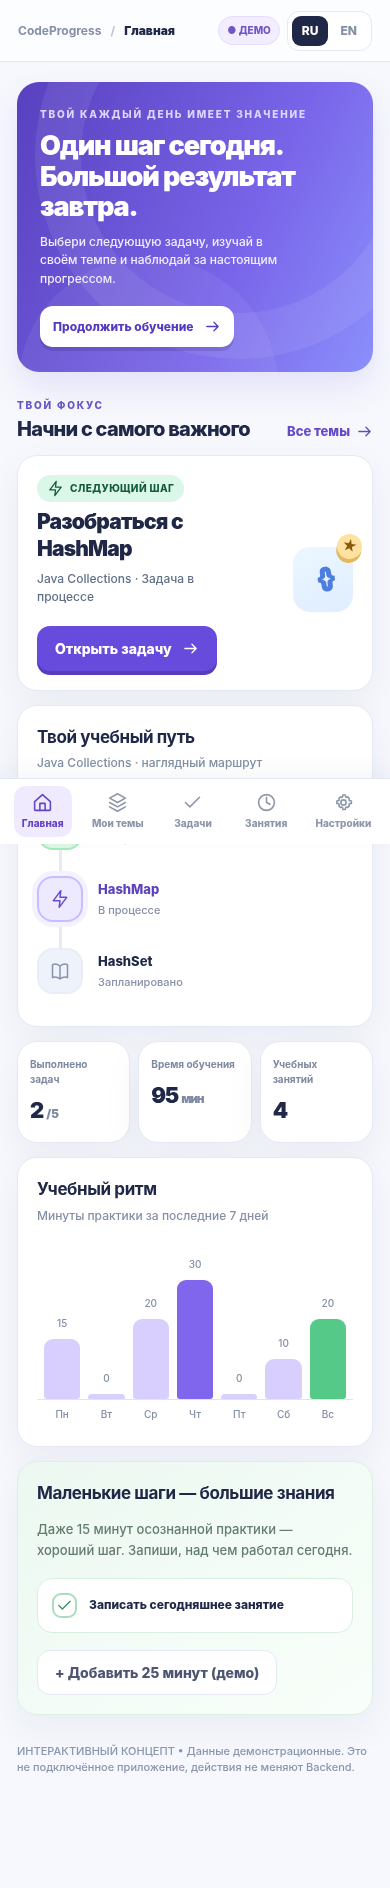 CodeProgress / Главная
ДЕМО
RU EN
ТВОЙ КАЖДЫЙ ДЕНЬ ИМЕЕТ ЗНАЧЕНИЕ
Один шаг сегодня.
Большой результат
завтра.
Выбери следующую задачу, изучай в
своём темпе и наблюдай за настоящим
прогрессом.
Продолжить обучение →
ТВОЙ ФОКУС
Начни с самого важного
Все темы →
СЛЕДУЮЩИЙ ШАГ
Разобраться с
HashMap
Java Collections · Задача в
процессе
Открыть задачу →
Твой учебный путь
Java Collections · наглядный маршрут
Главная
Мои темы
Задачи
Занятия
Настройки
HashMap
В процессе
HashSet
Запланировано
Выполнено
задач
2 /5
Время обучения
95 мин
Учебных
занятий
4
Учебный ритм
Минуты практики за последние 7 дней
15 0 20 30 0 10 20
Пн Вт Ср Чт Пт Сб Вс
Маленькие шаги — большие знания
Даже 15 минут осознанной практики —
хороший шаг. Запиши, над чем работал сегодня.
Записать сегодняшнее занятие
+ Добавить 25 минут (демо)
ИНТЕРАКТИВНЫЙ КОНЦЕПТ • Данные демонстрационные. Это
не подключённое приложение, действия не меняют Backend.